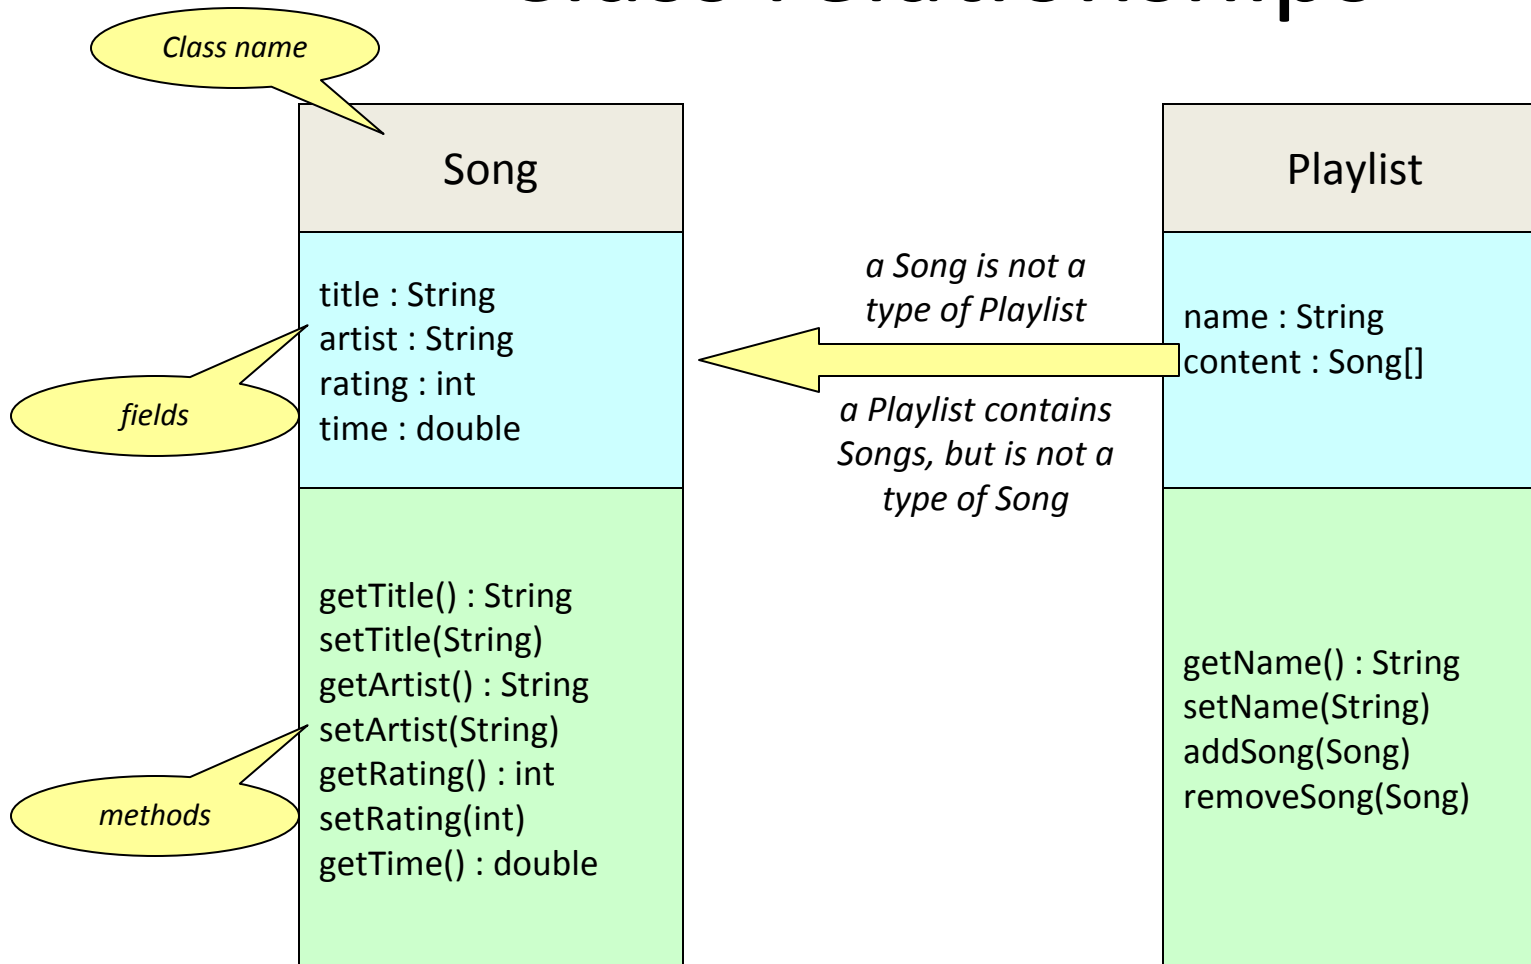 Class relationships
Class name
Song
Playlist
title : String
artist : String
rating : int
time : double
fields
a Song is not a
type of Playlist
a Playlist contains
Songs, but is not a
type of Song
name : String
content : Song[]
getTitle() : String
setTitle(String)
getArtist() : String
setArtist(String)
getRating() : int
setRating(int)
getTime() : double
methods
getName() : String
setName(String)
addSong(Song)
removeSong(Song)